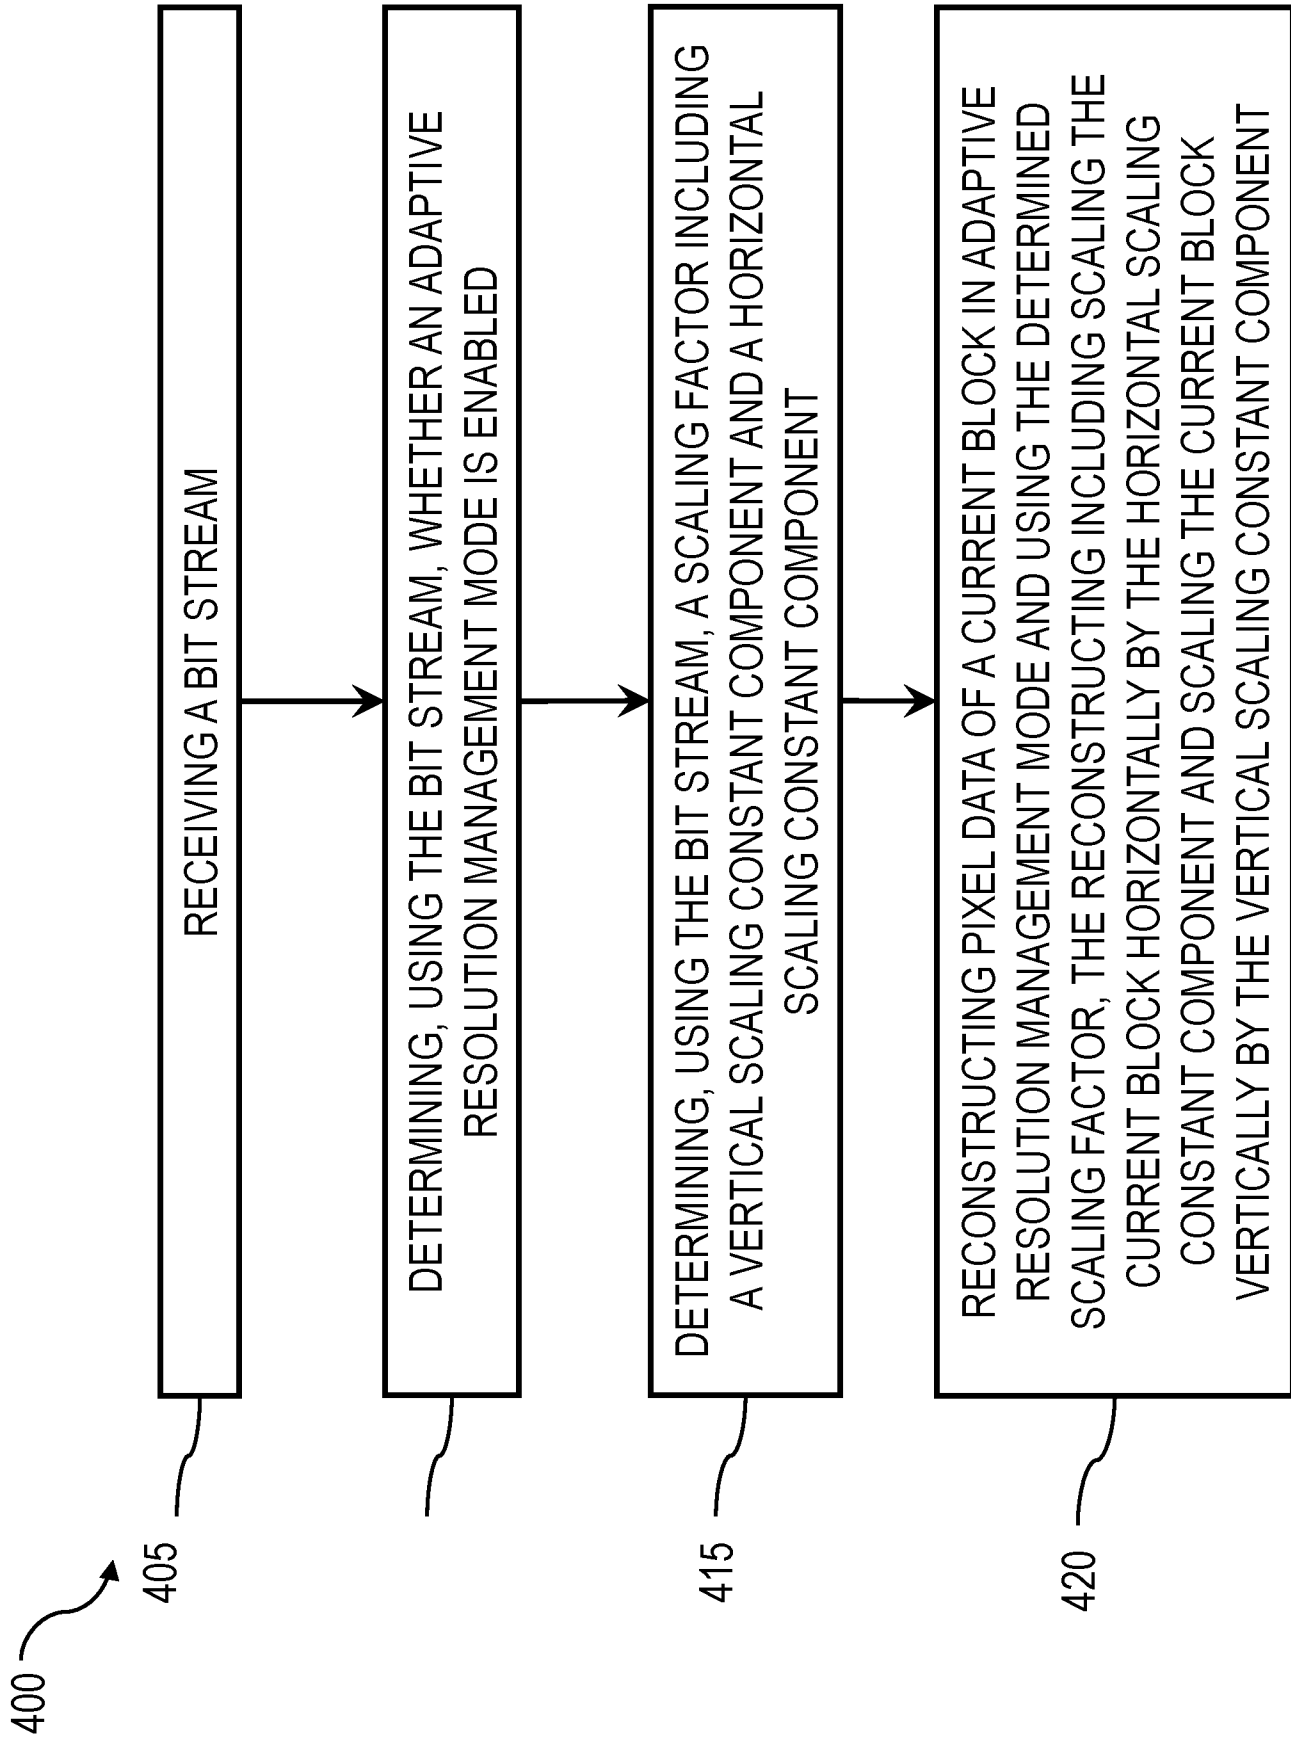 400
405
RECEIVING A BIT STREAM
DETERMINING, USING THE BIT STREAM, WHETHER AN ADAPTIVE
RESOLUTION MANAGEMENT MODE IS ENABLED
415
DETERMINING, USING THE BIT STREAM, A SCALING FACTOR INCLUDING
A VERTICAL SCALING CONSTANT COMPONENT AND A HORIZONTAL
SCALING CONSTANT COMPONENT
420
RECONSTRUCTING PIXEL DATA OF A CURRENT BLOCK IN ADAPTIVE
RESOLUTION MANAGEMENT MODE AND USING THE DETERMINED
SCALING FACTOR, THE RECONSTRUCTING INCLUDING SCALING THE
CURRENT BLOCK HORIZONTALLY BY THE HORIZONTAL SCALING
CONSTANT COMPONENT AND SCALING THE CURRENT BLOCK
VERTICALLY BY THE VERTICAL SCALING CONSTANT COMPONENT